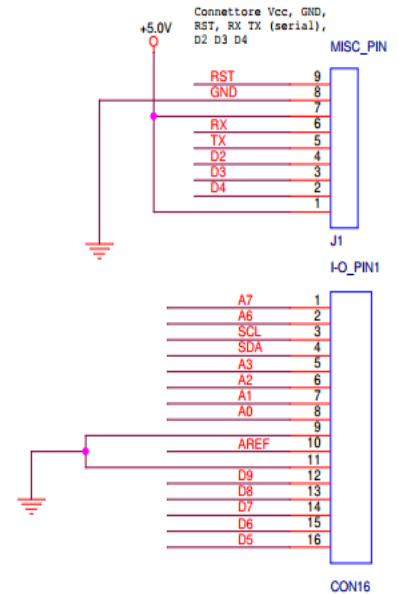 Connettore Vcc, GND,
RST, RX TX (serial),
D2 D3 D4
+5.0V
MISC_PIN
RST 9
GND 8
7
RX 6
TX 5
D2 4
D3 3
D4 2
1
J1
I-O_PIN1
A7 1
A6 2
SCL 3
SDA 4
A3 5
A2 6
A1 7
A0 8
9
AREF 10
11
D9 12
D8 13
D7 14
D6 15
D5 16
CON16